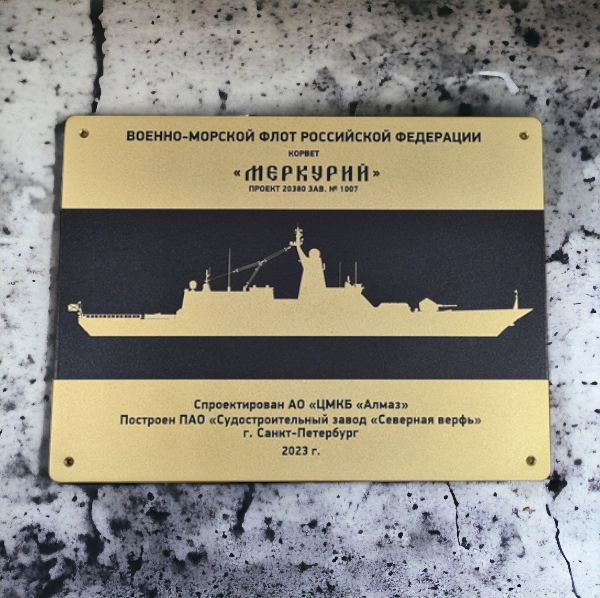 ВОЕННО-МОРСКОЙ ФЛОТ РОССИЙСКОЙ ФЕДЕРАЦИИ
КОРВЕТ
«МЕРКУРИЙ»
ПРОЕКТ 20380 ЗАВ. № 1007
Спроектирован АО «ЦМКБ «Алмаз»
Построен ПАО «Судостроительный завод «Северная верфь»
г. Санкт-Петербург
2023 г.